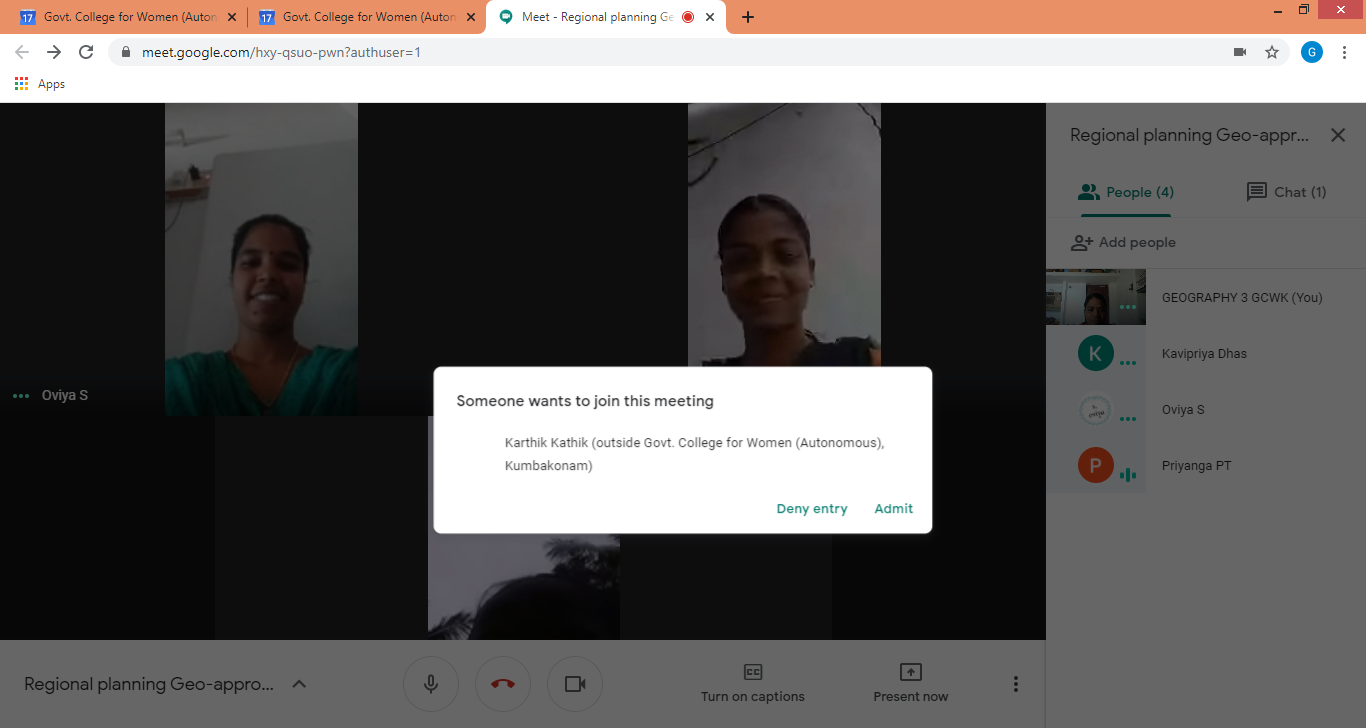 17 Govt. College for Women (Auton
17 Govt. College for Women (Auton
Meet - Regional planning Ge
meet.google.com/hxy-qsuo-pwn?authuser=1
G
Apps
Oviya S
Someone wants to join this meeting
Karthik Kathik (outside Govt. College for Women (Autonomous),
Kumbakonam)
Deny entry Admit
Regional planning Geo-appr...
People (4) Chat (1)
Add people
GEOGRAPHY 3 GCWK (You)
K Kavipriya Dhas
Oviya S
P Priyanga PT
Regional planning Geo-appro...
CC
Turn on captions
Present now